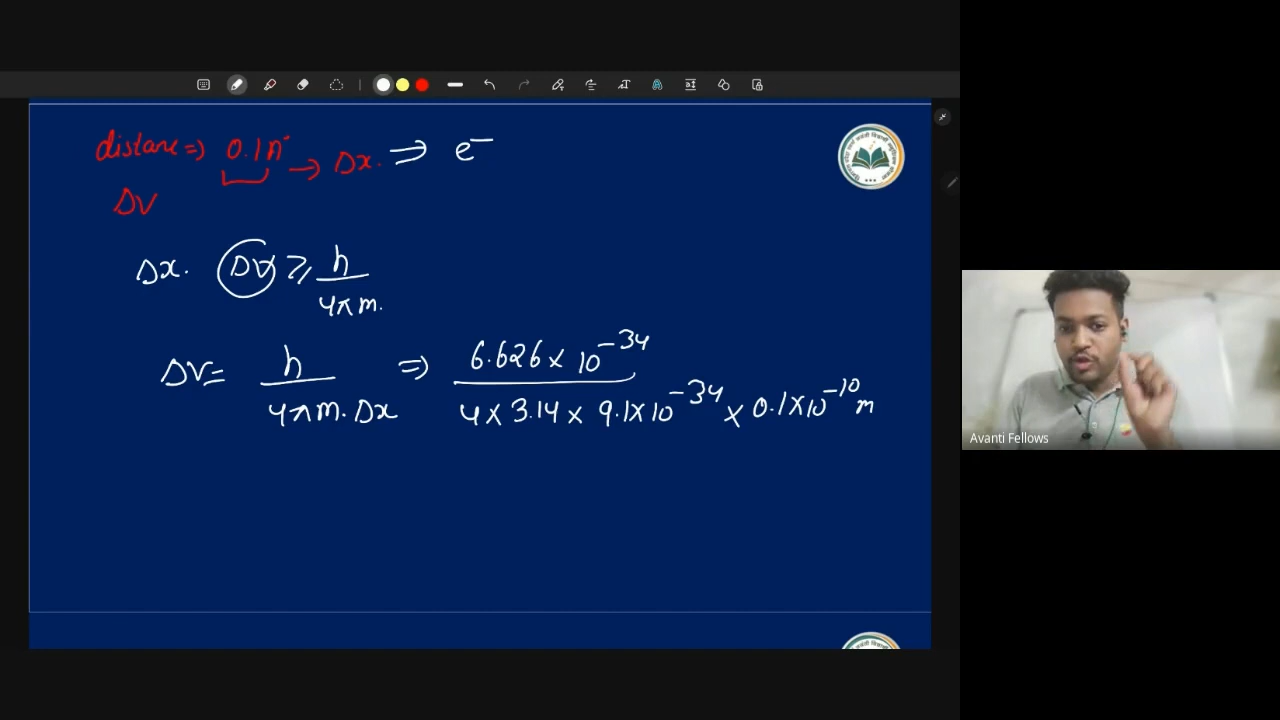 distance ⇒ 0.1A° → Δx. ⇒ e⁻
ΔV
Δx. ΔV ≥ h / 4πm.
ΔV = h / 4πm.Δx ⇒ 6.626 × 10⁻³⁴ / 4 × 3.14 × 9.1×10⁻³⁴ × 0.1×10⁻¹⁰ m
Avanti Fellows